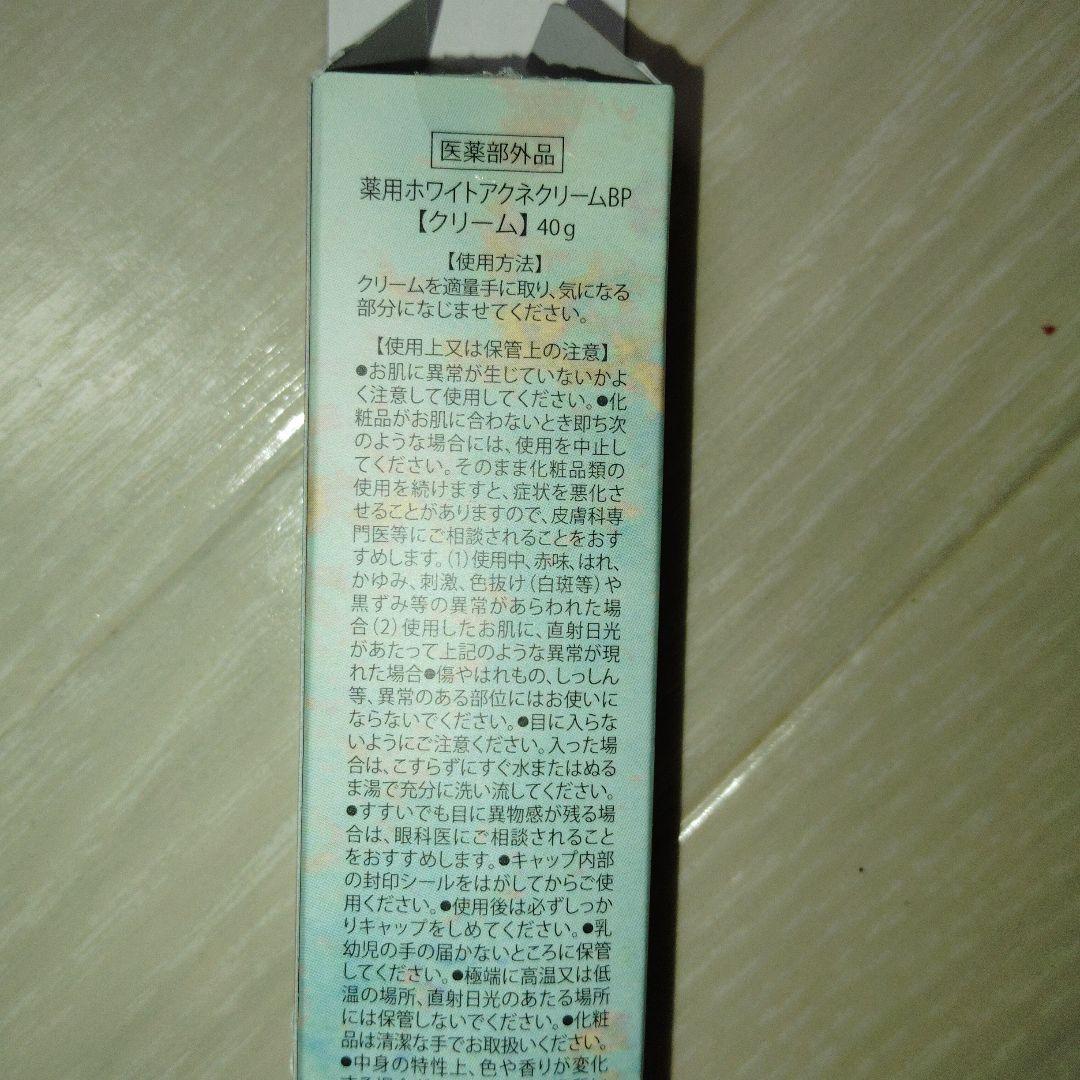 医薬部外品
薬用ホワイトアクネクリームBP
【クリーム】40g
【使用方法】
クリームを適量手に取り、気になる
部分になじませてください。
【使用上又は保管上の注意】
●お肌に異常が生じていないかよ
く注意して使用してください。●化
粧品がお肌に合わないとき即ち次
のような場合には、使用を中止し
てください。そのまま化粧品類の
使用を続けますと、症状を悪化さ
せることがありますので、皮膚科専
門医等にご相談されることをおす
すめします。(1)使用中、赤味、はれ、
かゆみ、刺激、色抜け(白斑等)や
黒ずみ等の異常があらわれた場
合(2)使用したお肌に、直射日光
があたって上記のような異常が現
れた場合●傷やはれもの、しっしん
等、異常のある部位にはお使いに
ならないでください。●目に入らな
いようにご注意ください。入った場
合は、こすらずにすぐ水またはぬる
ま湯で充分に洗い流してください。
●すすいでも目に異物感が残る場
合は、眼科医にご相談されること
をおすすめします。●キャップ内部
の封印シールをはがしてからご使
用ください。●使用後は必ずしっか
りキャップをしめてください。●乳
幼児の手の届かないところに保管
してください。●極端に高温又は低
温の場所、直射日光のあたる場所
には保管しないでください。●化粧
品は清潔な手でお取扱いください。
●中身の特性上、色や香りが変化